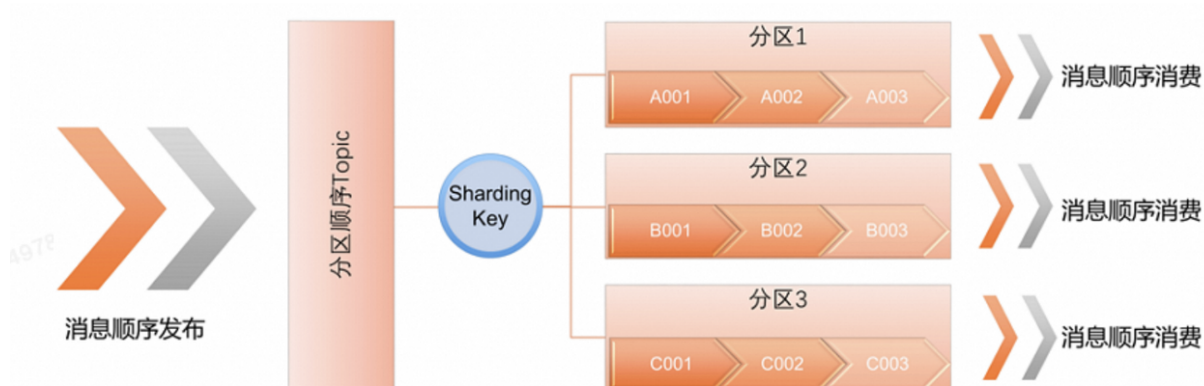 消息顺序发布
分区顺序Topic
Sharding
Key
分区1
A001
A002
A003
消息顺序消费
分区2
B001
B002
B003
消息顺序消费
分区3
C001
C002
C003
消息顺序消费
4978